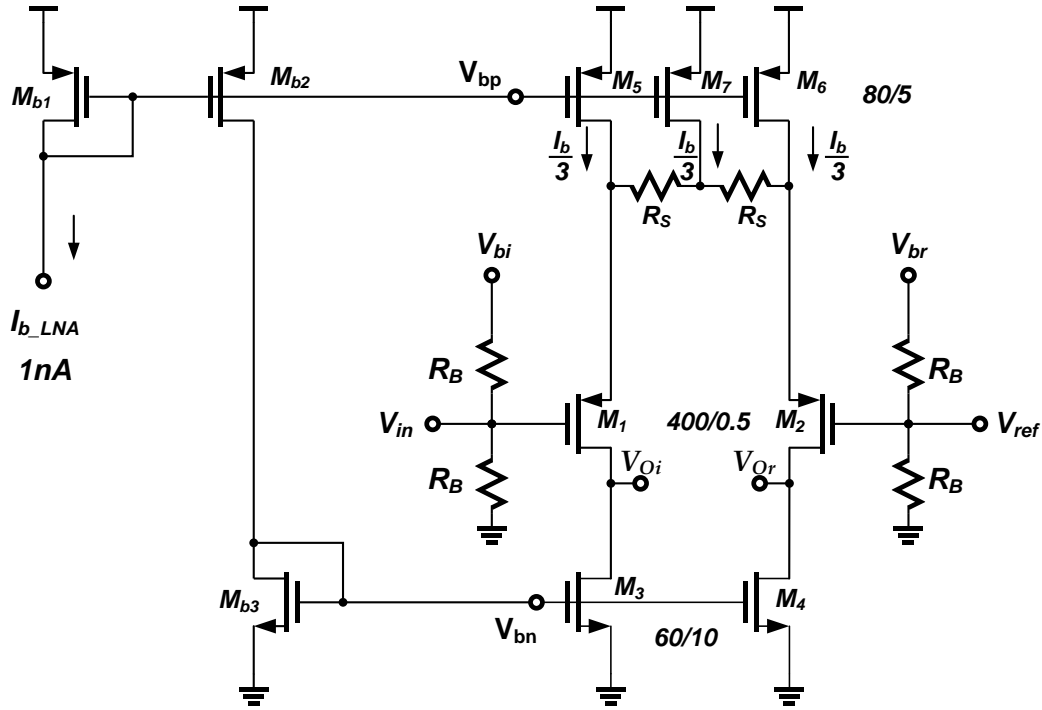 V_bp
M_b1
M_b2
M_5
M_7
M_6
80/5
I_b/3
I_b/3
I_b/3
R_S
R_S
I_b_LNA
1nA
V_bi
V_br
R_B
R_B
V_in
M_1
400/0.5
M_2
V_ref
V_Oi
V_Or
R_B
R_B
M_b3
M_3
M_4
V_bn
60/10